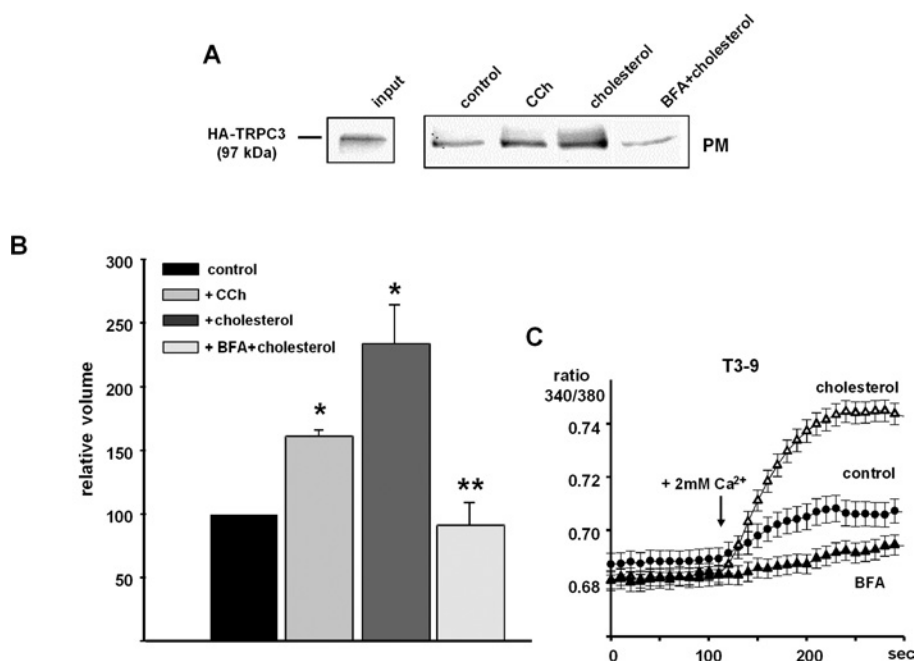 A
input
control
CCh
cholesterol
BFA+cholesterol
HA-TRPC3
(97 kDa)
PM
B
relative volume
300
250
200
150
100
50
control
+ CCh
+cholesterol
+ BFA+cholesterol
*
*
**
C
T3-9
ratio
340/380
0.74
0.72
0.70
0.68
cholesterol
control
BFA
+ 2mM Ca²⁺
0
100
200
sec